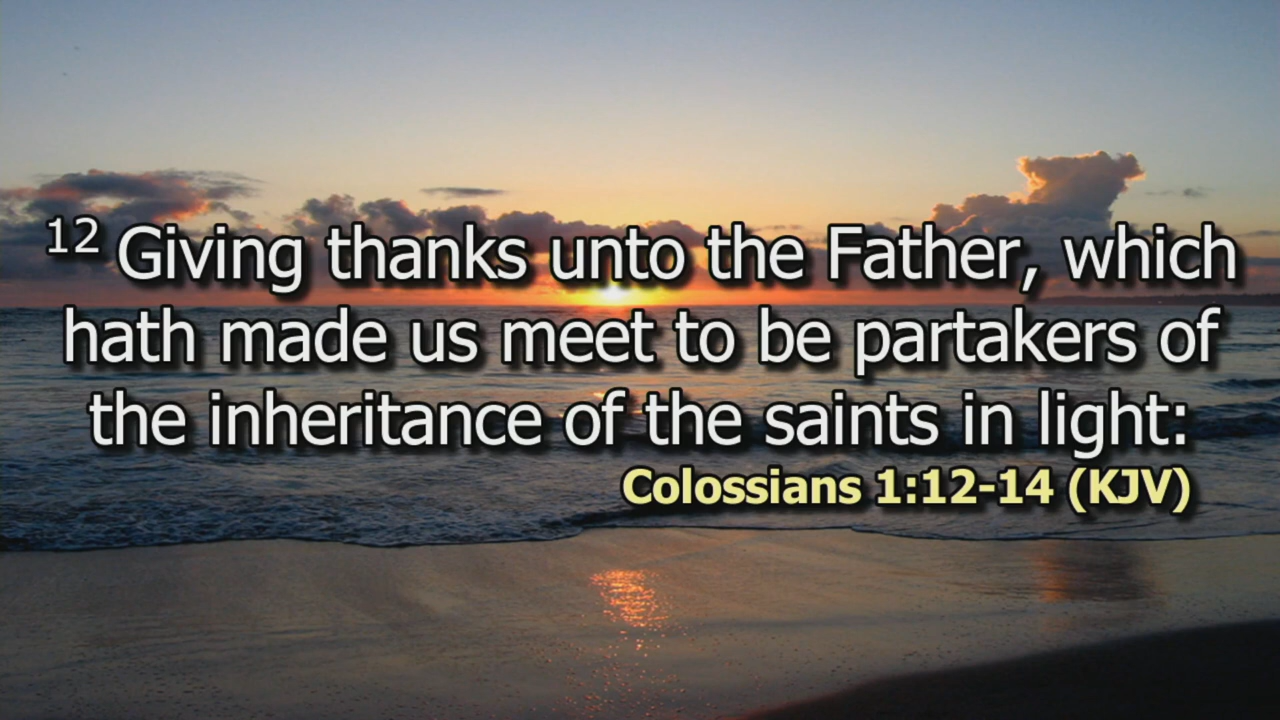 12 Giving thanks unto the Father, which
hath made us meet to be partakers of
the inheritance of the saints in light:
Colossians 1:12-14 (KJV)